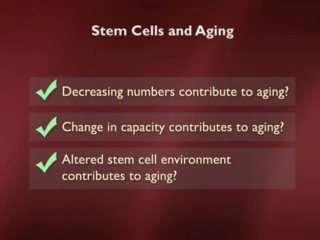 Stem Cells and Aging
Decreasing numbers contribute to aging?
Change in capacity contributes to aging?
Altered stem cell environment
contributes to aging?